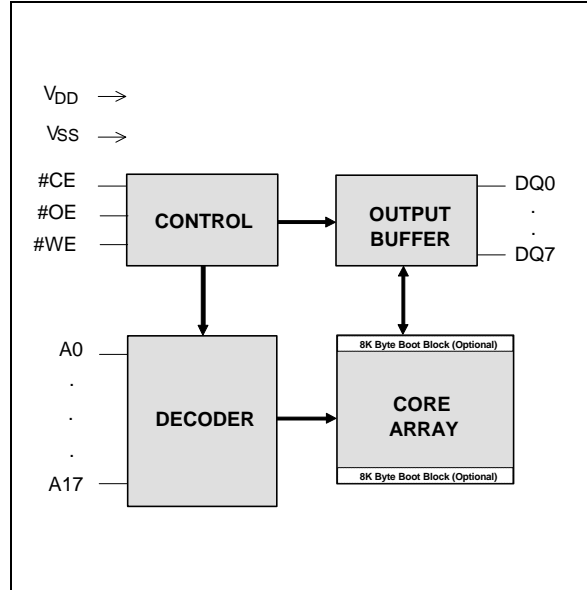 VDD
VSS
#CE
#OE
#WE
CONTROL
OUTPUT
BUFFER
DQ0
.
.
DQ7
A0
.
.
.
A17
DECODER
8K Byte Boot Block (Optional)
CORE
ARRAY
8K Byte Boot Block (Optional)